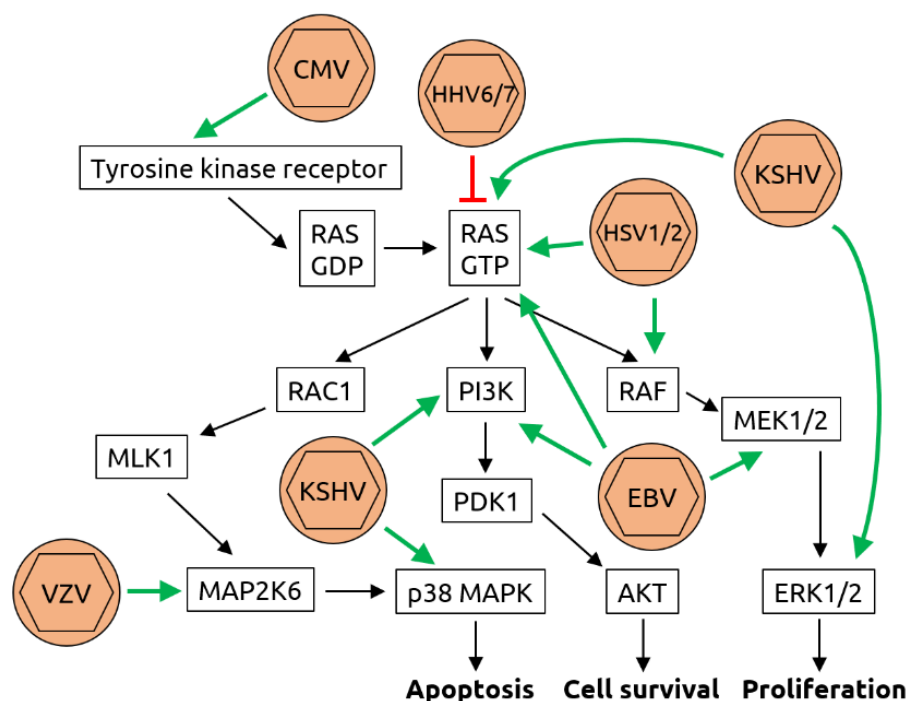 CMV
HHV6/7
KSHV
Tyrosine kinase receptor
RAS
GDP
RAS
GTP
HSV1/2
RAC1
PI3K
RAF
MEK1/2
MLK1
KSHV
PDK1
EBV
VZV
MAP2K6
p38 MAPK
AKT
ERK1/2
Apoptosis
Cell survival
Proliferation